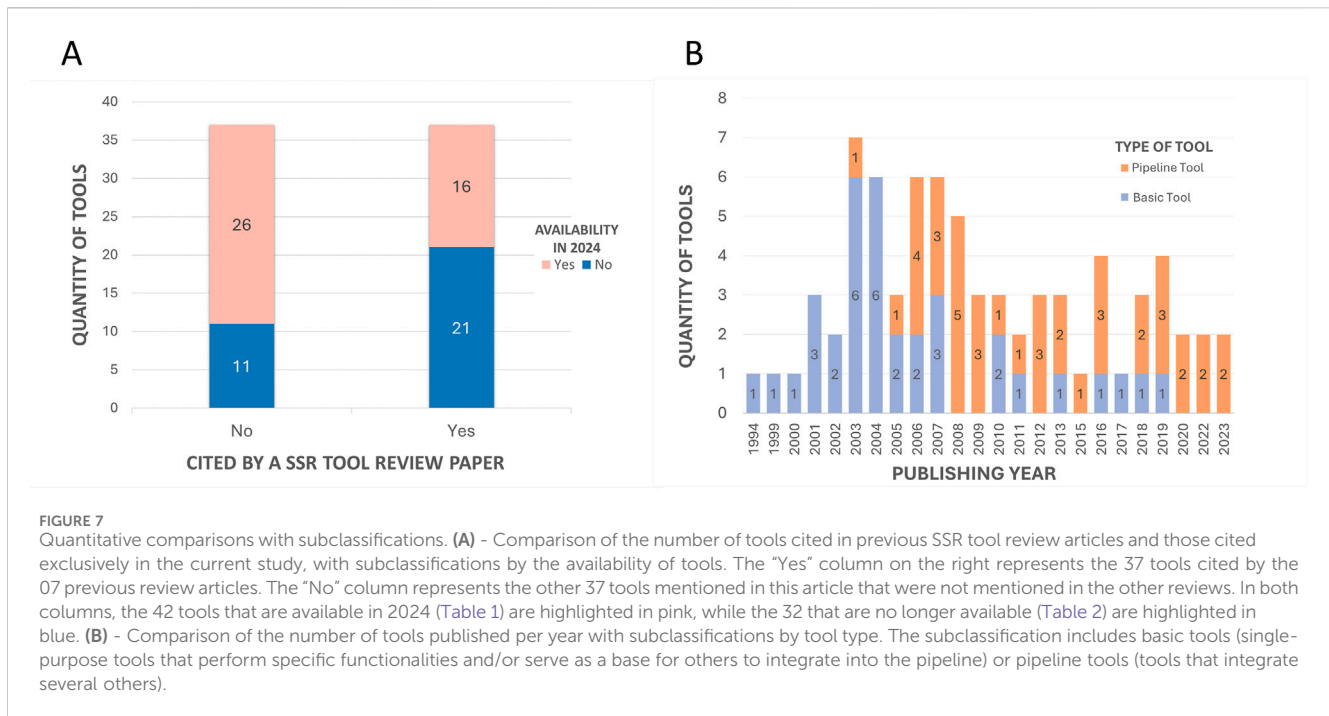 A
QUANTITY OF TOOLS
40
35
30
25
20
15
10
5
0
26
11
16
21
AVAILABILITY
IN 2024
Yes No
No Yes
CITED BY A SSR TOOL REVIEW PAPER
B
QUANTITY OF TOOLS
8
7
6
5
4
3
2
1
0
TYPE OF TOOL
Pipeline Tool
Basic Tool
1
1
1
3
2
1
6
6
1
2
4
2
3
3
5
3
1
2
1
1
3
2
1
1
3
1
1
2
1
3
1
2
2
2
1994 1999 2000 2001 2002 2003 2004 2005 2006 2007 2008 2009 2010 2011 2012 2013 2015 2016 2017 2018 2019 2020 2022 2023
PUBLISHING YEAR
FIGURE 7
Quantitative comparisons with subclassifications. (A) - Comparison of the number of tools cited in previous SSR tool review articles and those cited
exclusively in the current study, with subclassifications by the availability of tools. The “Yes” column on the right represents the 37 tools cited by the
07 previous review articles. The “No” column represents the other 37 tools mentioned in this article that were not mentioned in the other reviews. In both
columns, the 42 tools that are available in 2024 (Table 1) are highlighted in pink, while the 32 that are no longer available (Table 2) are highlighted in
blue. (B) - Comparison of the number of tools published per year with subclassifications by tool type. The subclassification includes basic tools (single-
purpose tools that perform specific functionalities and/or serve as a base for others to integrate into the pipeline) or pipeline tools (tools that integrate
several others).